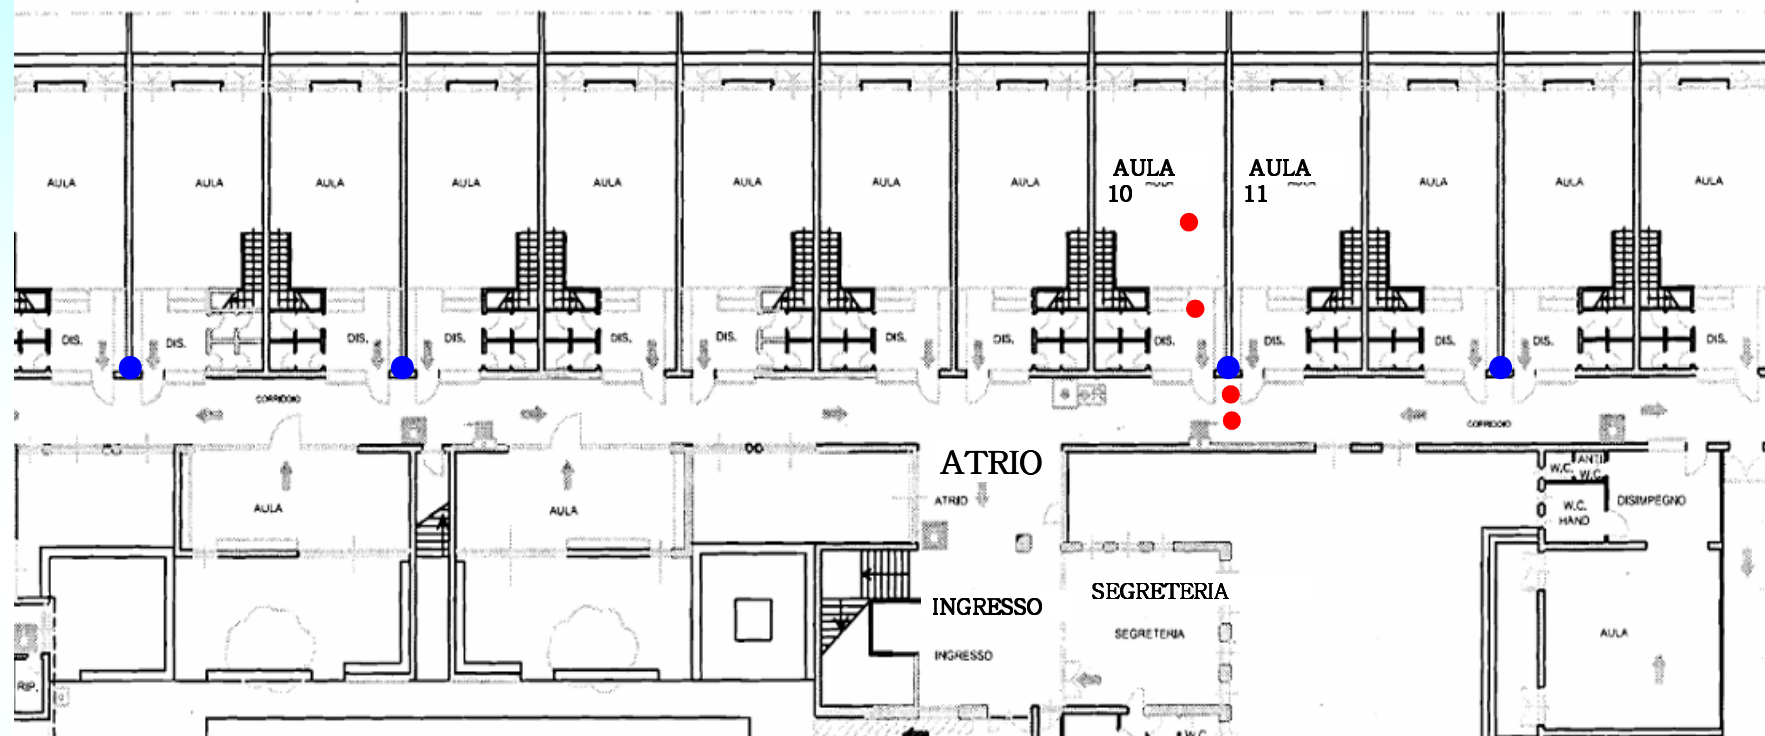 AULA
AULA
AULA
AULA
AULA
AULA
AULA
AULA
AULA
10
AULA
11
AULA
AULA
AULA
DIS.
DIS.
DIS.
DIS.
DIS.
DIS.
DIS.
DIS.
DIS.
DIS.
DIS.
DIS.
DIS.
CORRIDOIO
CORRIDOIO
ATRIO
ATRIO
AULA
AULA
W.C.
ANTI
W.C.
W.C.
HAND
DISIMPEGNO
INGRESSO
SEGRETERIA
SEGRETERIA
INGRESSO
AULA
RIP.
W.C.